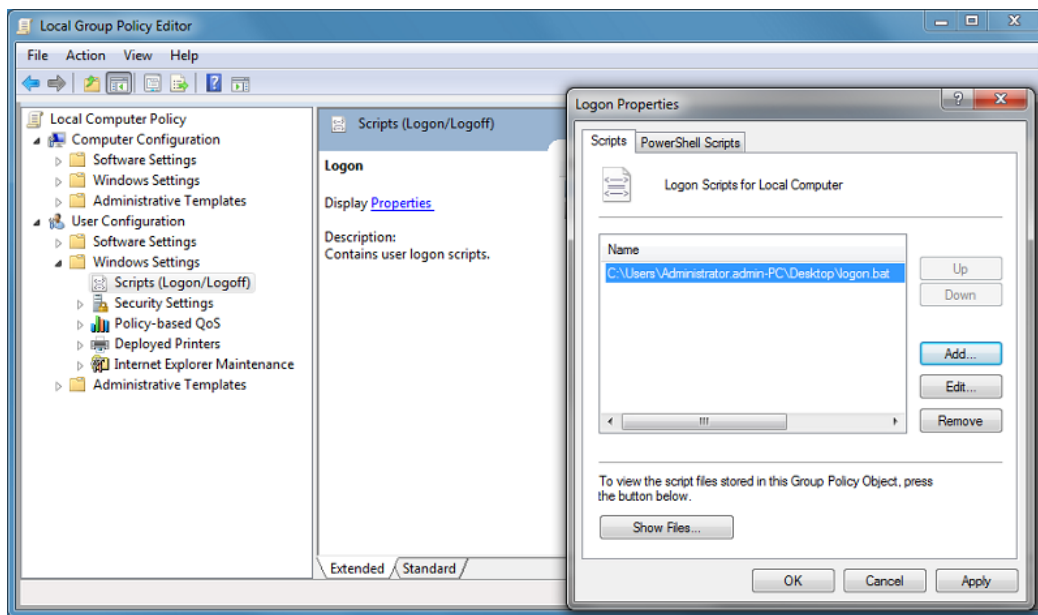 Local Group Policy Editor
File Action View Help
Local Computer Policy
Computer Configuration
Software Settings
Windows Settings
Administrative Templates
User Configuration
Software Settings
Windows Settings
Scripts (Logon/Logoff)
Security Settings
Policy-based QoS
Deployed Printers
Internet Explorer Maintenance
Administrative Templates
Scripts (Logon/Logoff)
Logon
Display Properties
Description:
Contains user logon scripts.
Extended Standard
Logon Properties
Scripts PowerShell Scripts
Logon Scripts for Local Computer
Name
C:\Users\Administrator.admin-PC\Desktop\logon.bat
Up
Down
Add...
Edit...
Remove
To view the script files stored in this Group Policy Object, press
the button below.
Show Files...
OK Cancel Apply